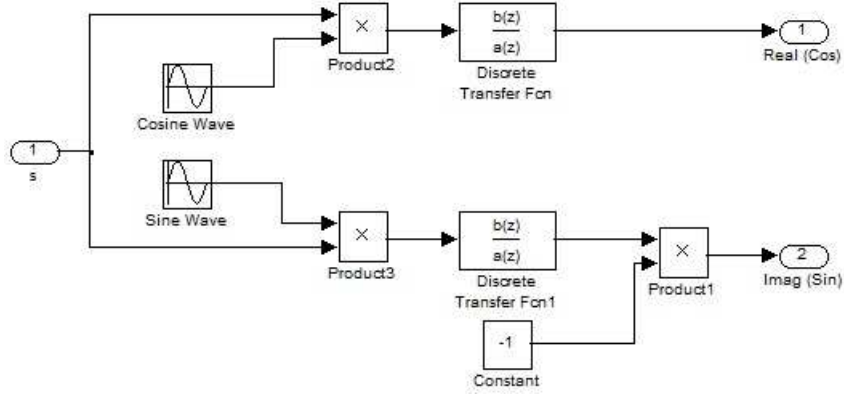 ×
Product2
b(z)
a(z)
Discrete
Transfer Fcn
1
Real (Cos)
Cosine Wave
1
s
Sine Wave
×
Product3
b(z)
a(z)
Discrete
Transfer Fcn1
×
Product1
2
Imag (Sin)
-1
Constant